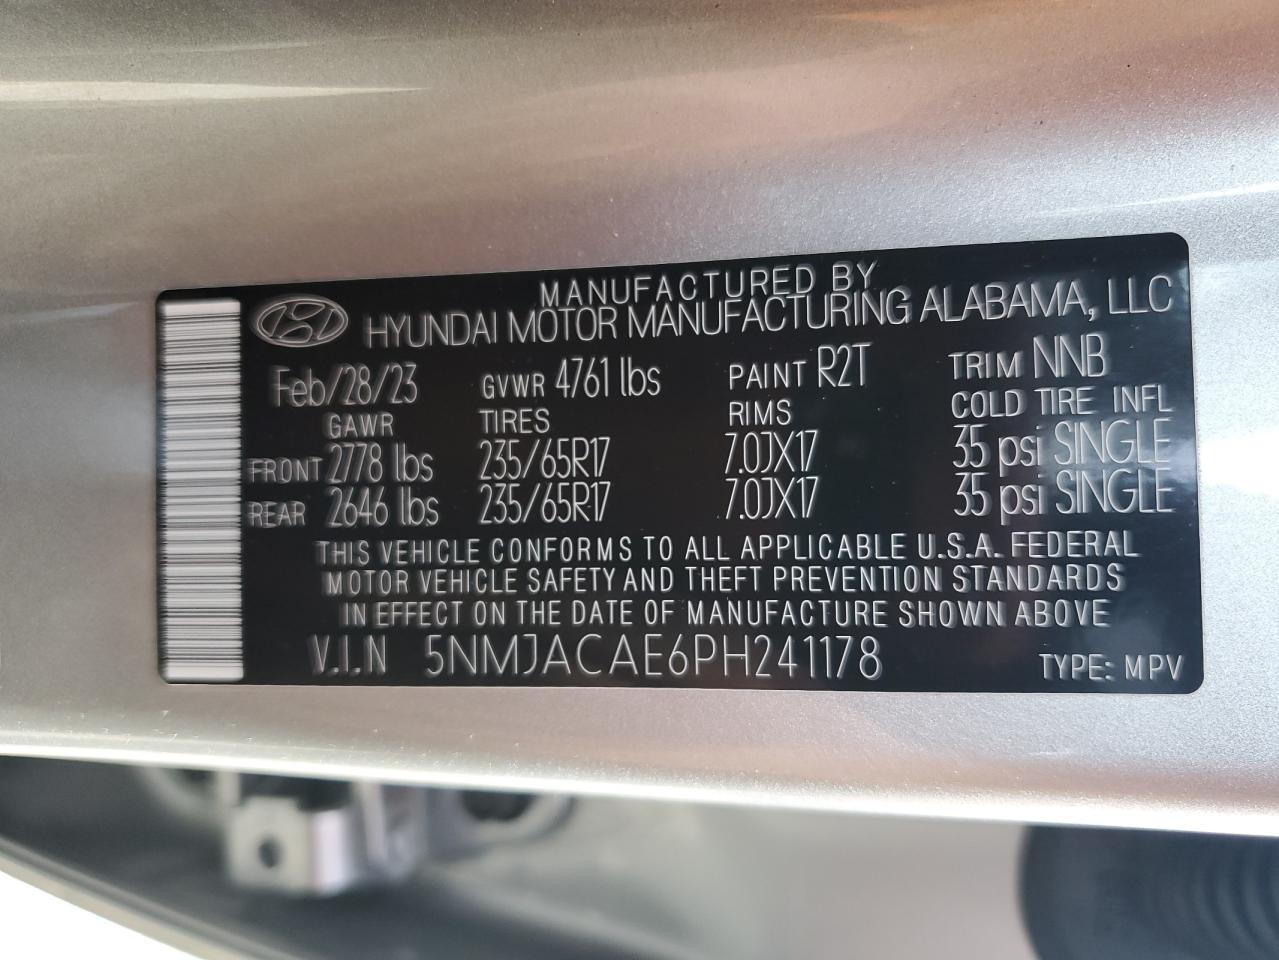 MANUFACTURED BY
HYUNDAI MOTOR MANUFACTURING ALABAMA, LLC
Feb/28/23 GVWR 4761 lbs PAINT R2T TRIM NNB
GAWR TIRES RIMS COLD TIRE INFL
FRONT 2778 lbs 235/65R17 7.0JX17 35 psi SINGLE
REAR 2646 lbs 235/65R17 7.0JX17 35 psi SINGLE
THIS VEHICLE CONFORMS TO ALL APPLICABLE U.S.A. FEDERAL
MOTOR VEHICLE SAFETY AND THEFT PREVENTION STANDARDS
IN EFFECT ON THE DATE OF MANUFACTURE SHOWN ABOVE
V.I.N 5NMJACAE6PH241178 TYPE: MPV